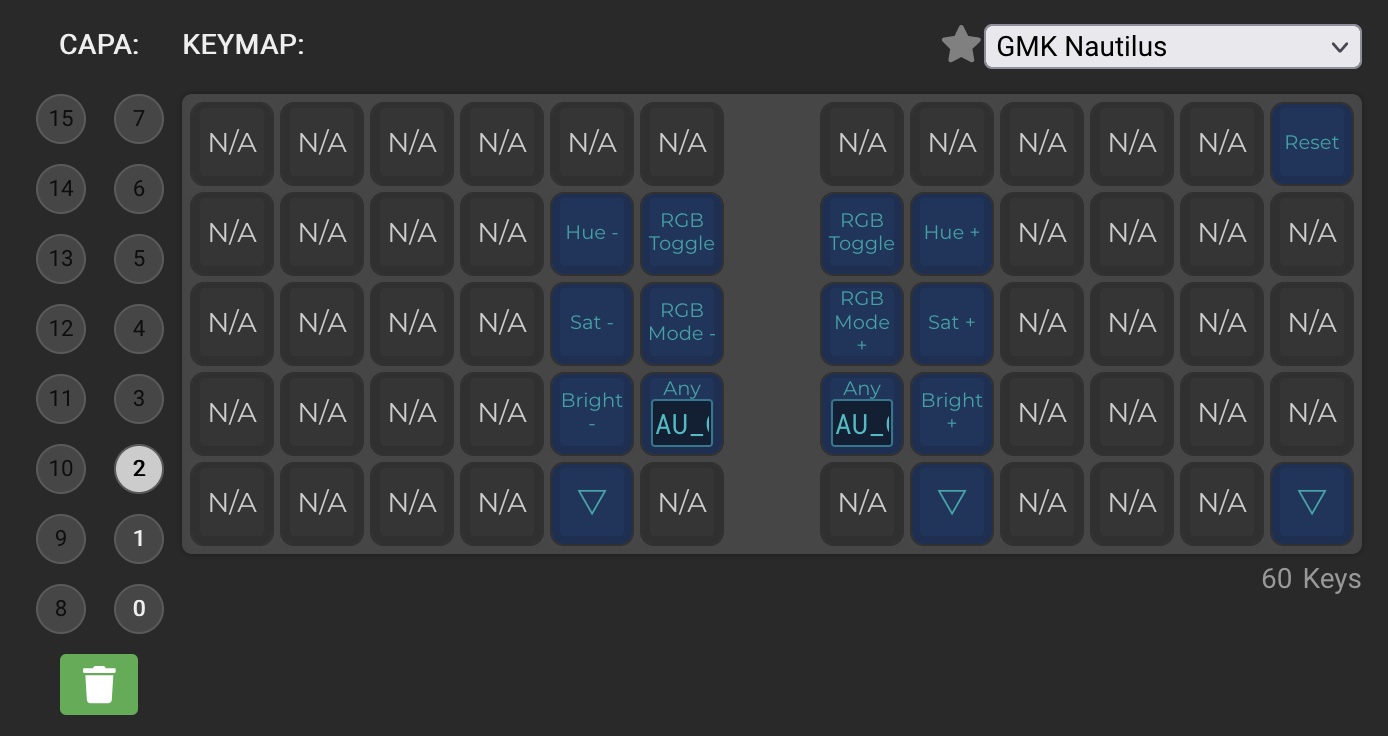 CAPA: KEYMAP: GMK Nautilus
15 7 N/A N/A N/A N/A N/A N/A N/A N/A N/A N/A N/A Reset
14 6
N/A N/A N/A N/A Hue - RGB Toggle RGB Toggle Hue + N/A N/A N/A N/A
13 5
12 4 N/A N/A N/A N/A Sat - RGB Mode - RGB Mode + Sat + N/A N/A N/A N/A
11 3 N/A N/A N/A N/A Bright - Any AU_ Any AU_ Bright + N/A N/A N/A N/A
10 2
N/A N/A N/A N/A ▽ N/A N/A ▽ N/A N/A N/A ▽
9 1
60 Keys
8 0